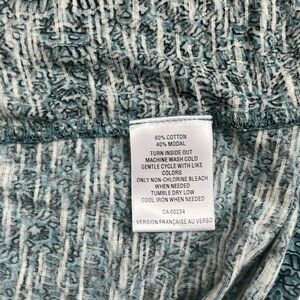 60% COTTON
40% MODAL
TURN INSIDE OUT
MACHINE WASH COLD
GENTLE CYCLE WITH LIKE
COLORS
ONLY NON-CHLORINE BLEACH
WHEN NEEDED
TUMBLE DRY LOW
COOL IRON WHEN NEEDED
CA 00234
VERSION FRANÇAISE AU VERSO